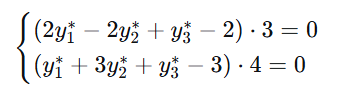 (2y₁* − 2y₂* + y₃* − 2) · 3 = 0
(y₁* + 3y₂* + y₃* − 3) · 4 = 0